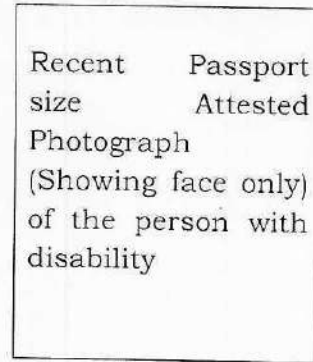 Recent Passport
size Attested
Photograph
(Showing face only)
of the person with
disability